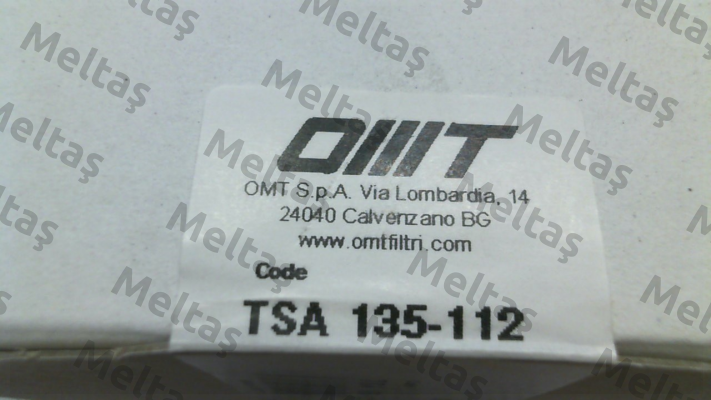 OMT
OMT S.p.A. Via Lombardia, 14
24040 Calvenzano BG
www.omtfiltri.com
Code
TSA 135-112
Meltaş